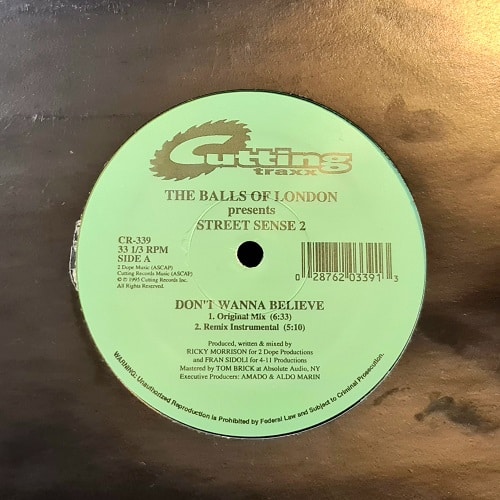 Cutting
traxx
THE BALLS OF LONDON
presents
STREET SENSE 2
CR-339
33 1/3 RPM
SIDE A
2 Dope Music (ASCAP)
Cutting Records Music (ASCAP)
℗ © 1995 Cutting Records Inc.
All Rights Reserved.
0 28762 03391 3
DON'T WANNA BELIEVE
1. Original Mix (6:33)
2. Remix Instrumental (5:10)
Produced, written & mixed by
RICKY MORRISON for 2 Dope Productions
and FRAN SIDOLI for 4-11 Productions
Mastered by TOM BRICK at Absolute Audio, NY
Executive Producers: AMADO & ALDO MARIN
WARNING: Unauthorized Reproduction is Prohibited by Federal Law and Subject to Criminal Prosecution.